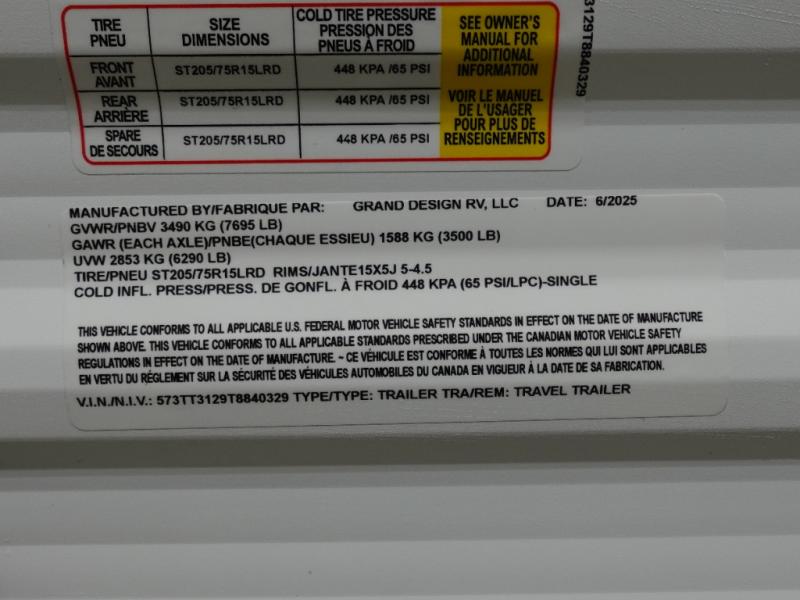 TIRE PNEU SIZE DIMENSIONS COLD TIRE PRESSURE PRESSION DES PNEUS À FROID
FRONT AVANT ST205/75R15LRD 448 KPA /65 PSI
REAR ARRIÈRE ST205/75R15LRD 448 KPA /65 PSI
SPARE DE SECOURS ST205/75R15LRD 448 KPA /65 PSI
SEE OWNER'S
MANUAL FOR
ADDITIONAL
INFORMATION
VOIR LE MANUEL
DE L'USAGER
POUR PLUS DE
RENSEIGNEMENTS
3129T8840329
MANUFACTURED BY/FABRIQUE PAR: GRAND DESIGN RV, LLC DATE: 6/2025
GVWR/PNBV 3490 KG (7695 LB)
GAWR (EACH AXLE)/PNBE(CHAQUE ESSIEU) 1588 KG (3500 LB)
UVW 2853 KG (6290 LB)
TIRE/PNEU ST205/75R15LRD RIMS/JANTE15X5J 5-4.5
COLD INFL. PRESS/PRESS. DE GONFL. À FROID 448 KPA (65 PSI/LPC)-SINGLE
THIS VEHICLE CONFORMS TO ALL APPLICABLE U.S. FEDERAL MOTOR VEHICLE SAFETY STANDARDS IN EFFECT ON THE DATE OF MANUFACTURE
SHOWN ABOVE. THIS VEHICLE CONFORMS TO ALL APPLICABLE STANDARDS PRESCRIBED UNDER THE CANADIAN MOTOR VEHICLE SAFETY
REGULATIONS IN EFFECT ON THE DATE OF MANUFACTURE. ~ CE VÉHICULE EST CONFORME À TOUTES LES NORMES QUI LUI SONT APPLICABLES
EN VERTU DU RÉGLEMENT SUR LA SÉCURITÉ DES VÉHICULES AUTOMOBILES DU CANADA EN VIGUEUR À LA DATE DE SA FABRICATION.
V.I.N./N.I.V.: 573TT3129T8840329 TYPE/TYPE: TRAILER TRA/REM: TRAVEL TRAILER